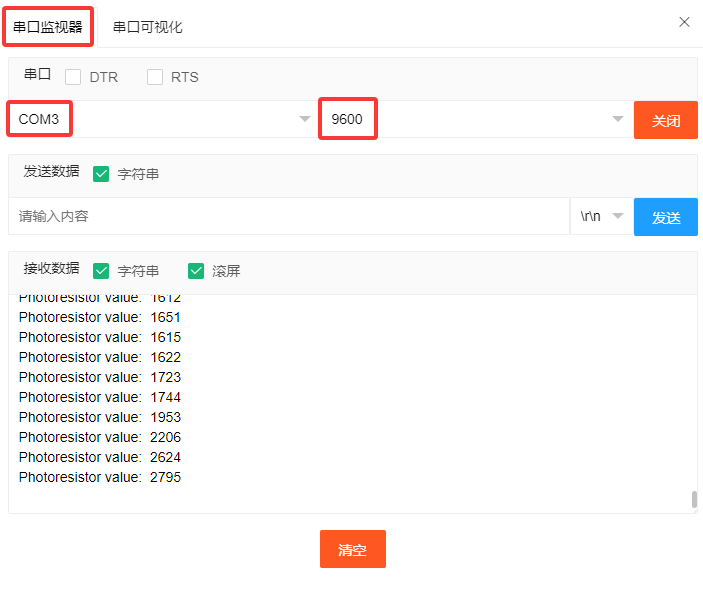 串口监视器 串口可视化
串口 DTR RTS
COM3 9600 关闭
发送数据 字符串
请输入内容 \r\n 发送
接收数据 字符串 滚屏
Photoresistor value: 1612
Photoresistor value: 1651
Photoresistor value: 1615
Photoresistor value: 1622
Photoresistor value: 1723
Photoresistor value: 1744
Photoresistor value: 1953
Photoresistor value: 2206
Photoresistor value: 2624
Photoresistor value: 2795
清空